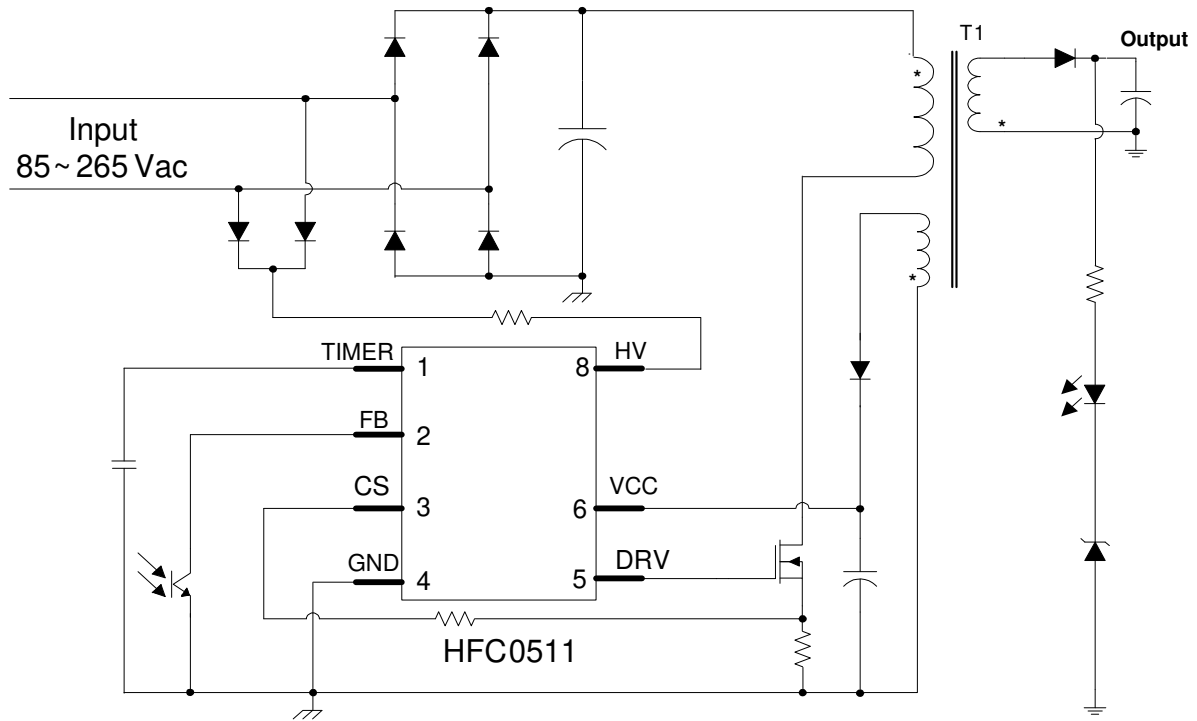 T1
Output
Input
85~265 Vac
*
*
*
TIMER
1
8
HV
FB
2
CS
3
6
VCC
GND
4
5
DRV
HFC0511